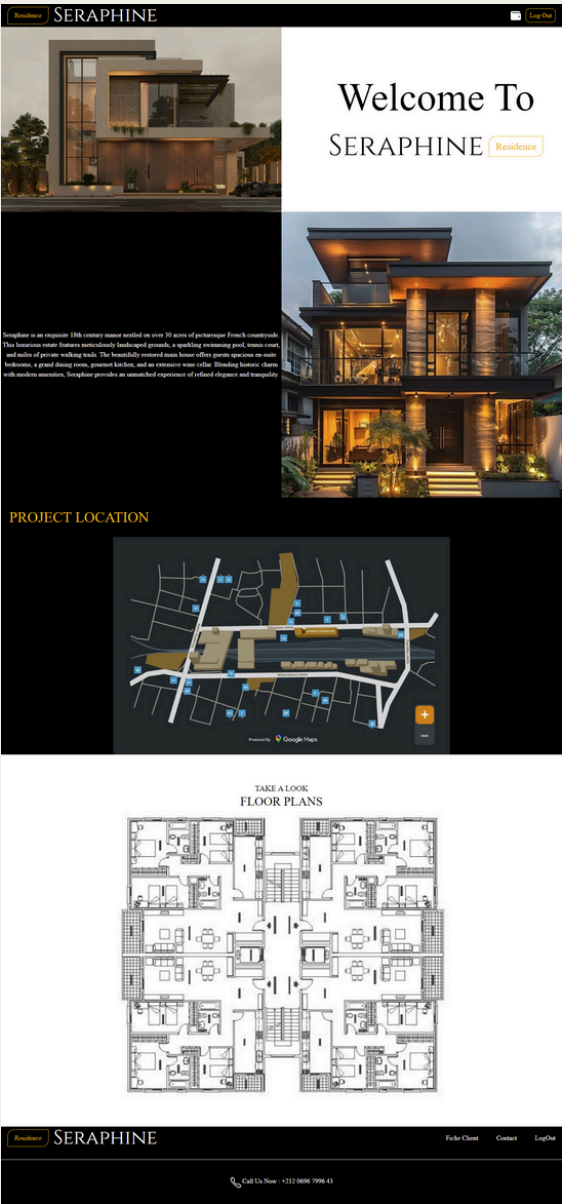 Residence SERAPHINE
Log Out
Welcome To
SERAPHINE Residence
Seraphine is an exquisite 18th century manor nestled on over 30 acres of picturesque French countryside.
This luxurious estate features meticulously landscaped grounds, a sparkling swimming pool, tennis court,
and miles of private walking trails. The beautifully restored main house offers guests spacious en-suite
bedrooms, a grand dining room, gourmet kitchen, and an extensive wine cellar. Blending historic charm
with modern amenities, Seraphine provides an unmatched experience of refined elegance and tranquility.
PROJECT LOCATION
+
−
Powered By Google Maps
TAKE A LOOK
FLOOR PLANS
Residence SERAPHINE
Fiche Client Contact LogOut
Call Us Now : +212 0696 7996 43